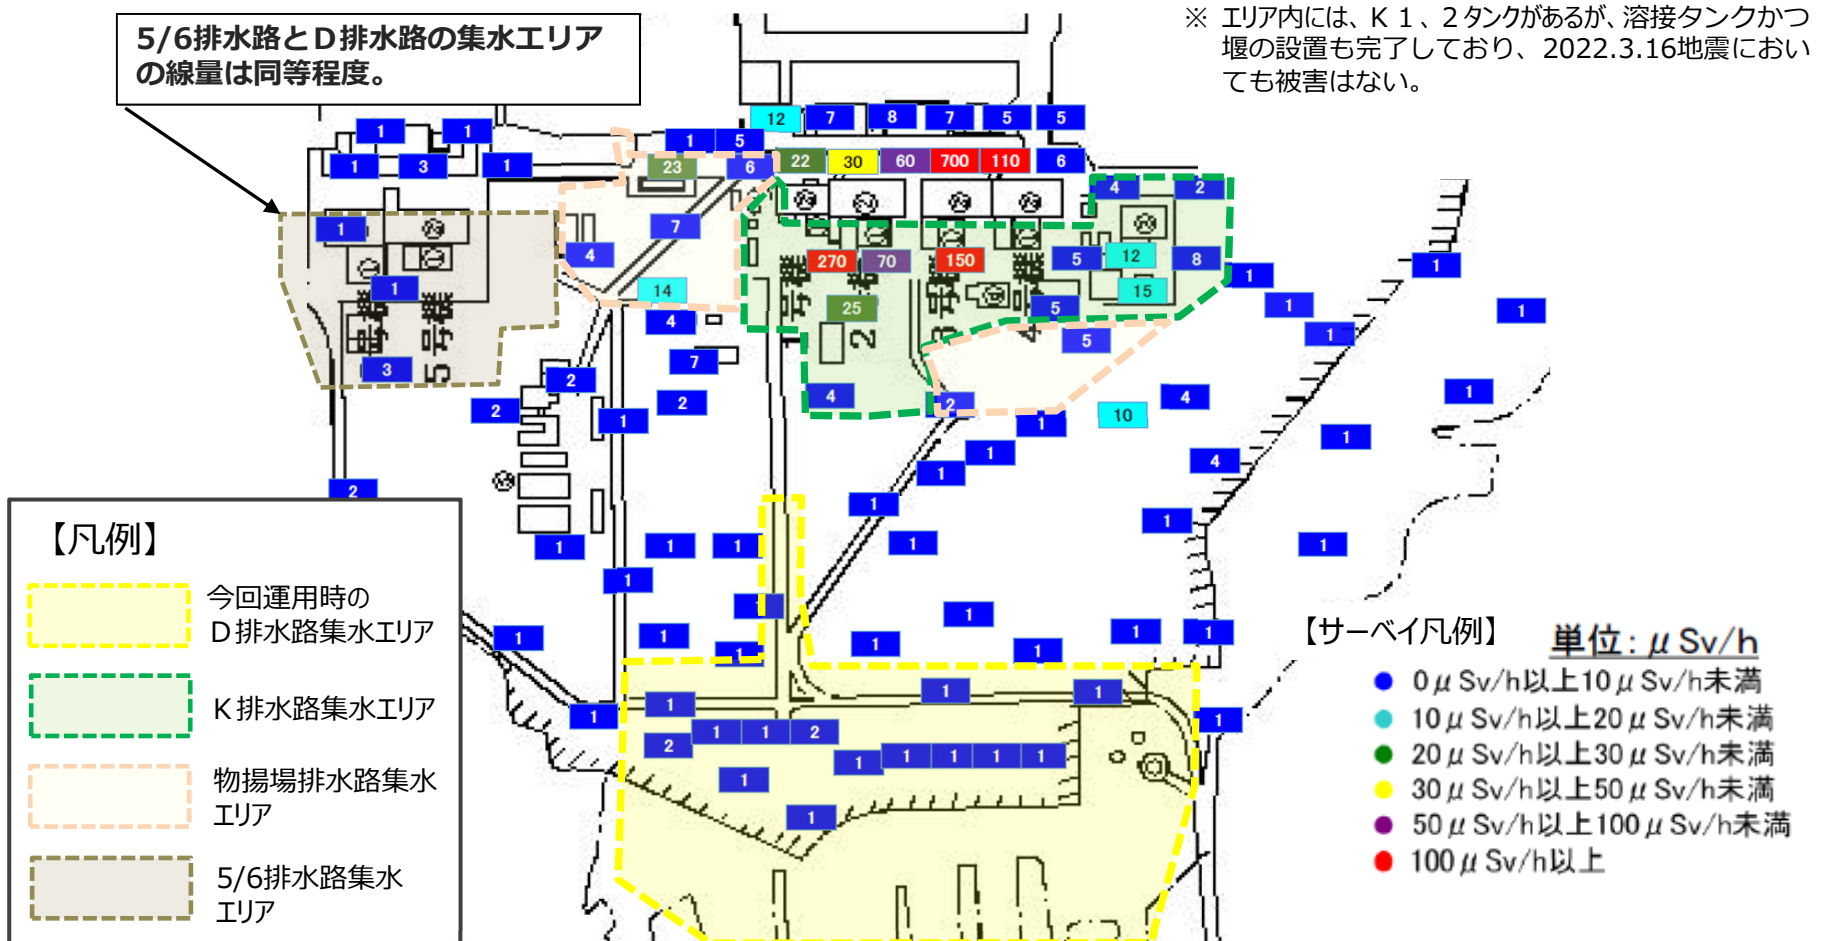 5/6排水路とD排水路の集水エリア
の線量は同等程度。
※ エリア内には、K1、2タンクがあるが、溶接タンクかつ
堰の設置も完了しており、2022.3.16地震におい
ても被害はない。
12 7 8 7 5 5
1 1 1 5
1 3 1 23 6 22 30 60 700 110 6
4 2
1 7
4 270 70 150 5 12 8 1 1
1 14 15
25 5 1 1
4 1
5号機 1号機 2号機 3号機 4
7 5
3 2 1
2 2 4 2 4
1 1 10
1 4 1
1 1
2 1
1
1 1 1 1 1
1
1 1
1 1 1 1 1
1 1
1 1 1
1 1
1 1 2
2 1 1 1 1 1
1
1
【凡例】
今回運用時の
D排水路集水エリア
K排水路集水エリア
物揚場排水路集水
エリア
5/6排水路集水
エリア
【サーベイ凡例】 単位:μSv/h
0μSv/h以上10μSv/h未満
10μSv/h以上20μSv/h未満
20μSv/h以上30μSv/h未満
30μSv/h以上50μSv/h未満
50μSv/h以上100μSv/h未満
100μSv/h以上